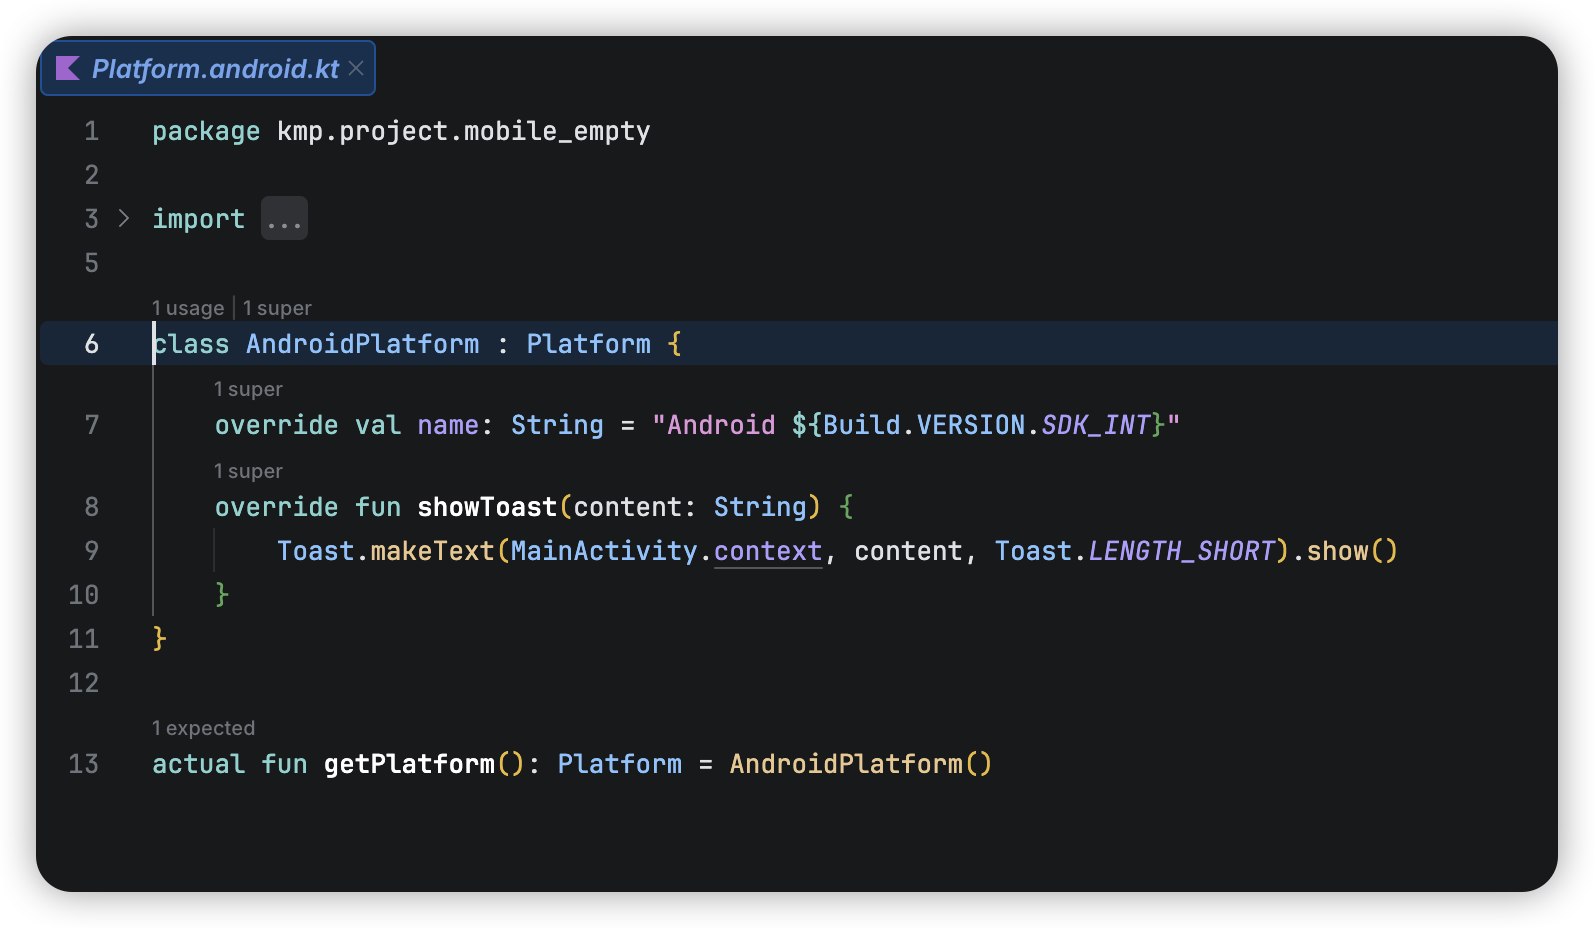 Platform.android.kt
1 package kmp.project.mobile_empty
2
3 import ...
5
1 usage | 1 super
6 class AndroidPlatform : Platform {
1 super
7 override val name: String = "Android ${Build.VERSION.SDK_INT}"
1 super
8 override fun showToast(content: String) {
9 Toast.makeText(MainActivity.context, content, Toast.LENGTH_SHORT).show()
10 }
11 }
12
1 expected
13 actual fun getPlatform(): Platform = AndroidPlatform()